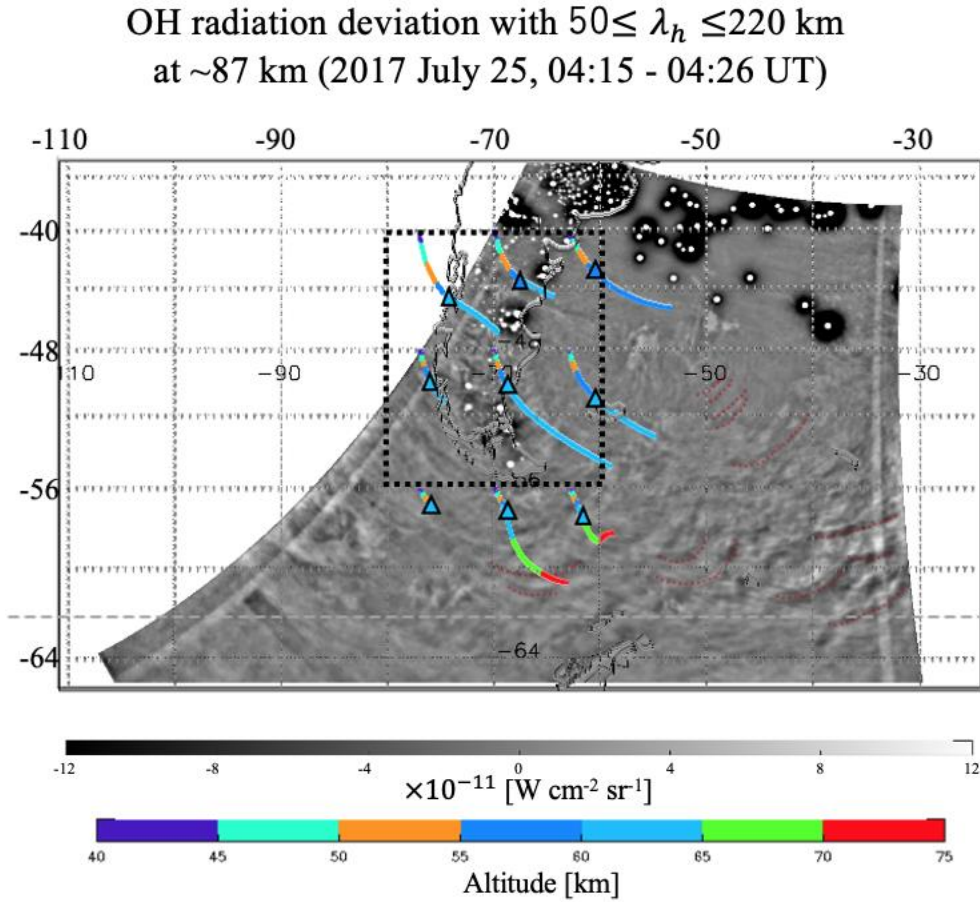 OH radiation deviation with 50≤ λₕ ≤220 km
at ~87 km (2017 July 25, 04:15 - 04:26 UT)
-110 -90 -70 -50 -30
-40
-48
10 -90 -50 -30
-56
-64 -64
-12 -8 -4 0 4 8 12
×10⁻¹¹ [W cm⁻² sr⁻¹]
40 45 50 55 60 65 70 75
Altitude [km]